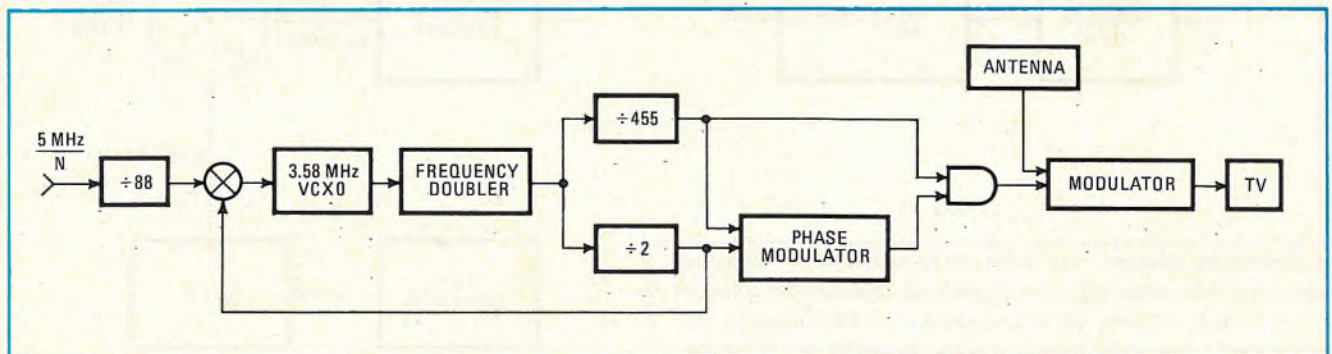 ANTENNA
5 MHz
N
÷88
3.58 MHz
VCXO
FREQUENCY
DOUBLER
÷455
÷2
PHASE
MODULATOR
MODULATOR
TV